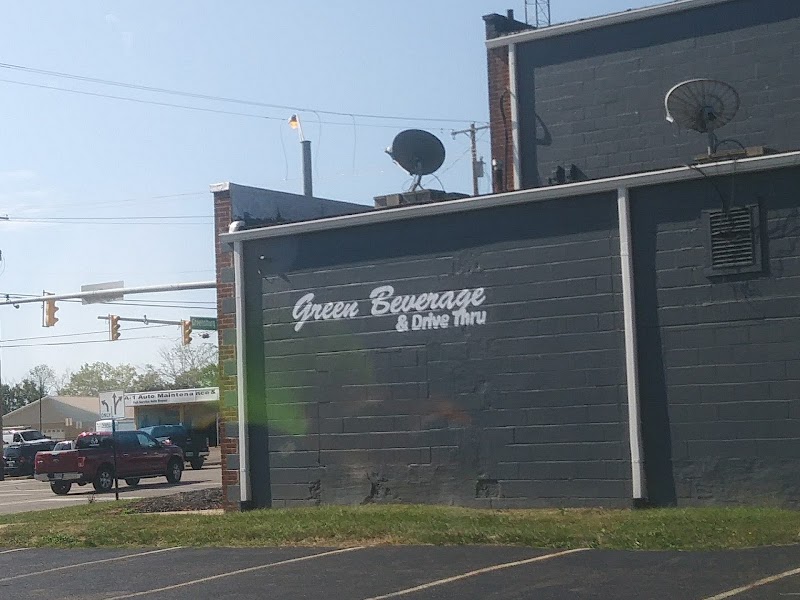 Green Beverage
& Drive Thru
A-1 Auto Maintenance &